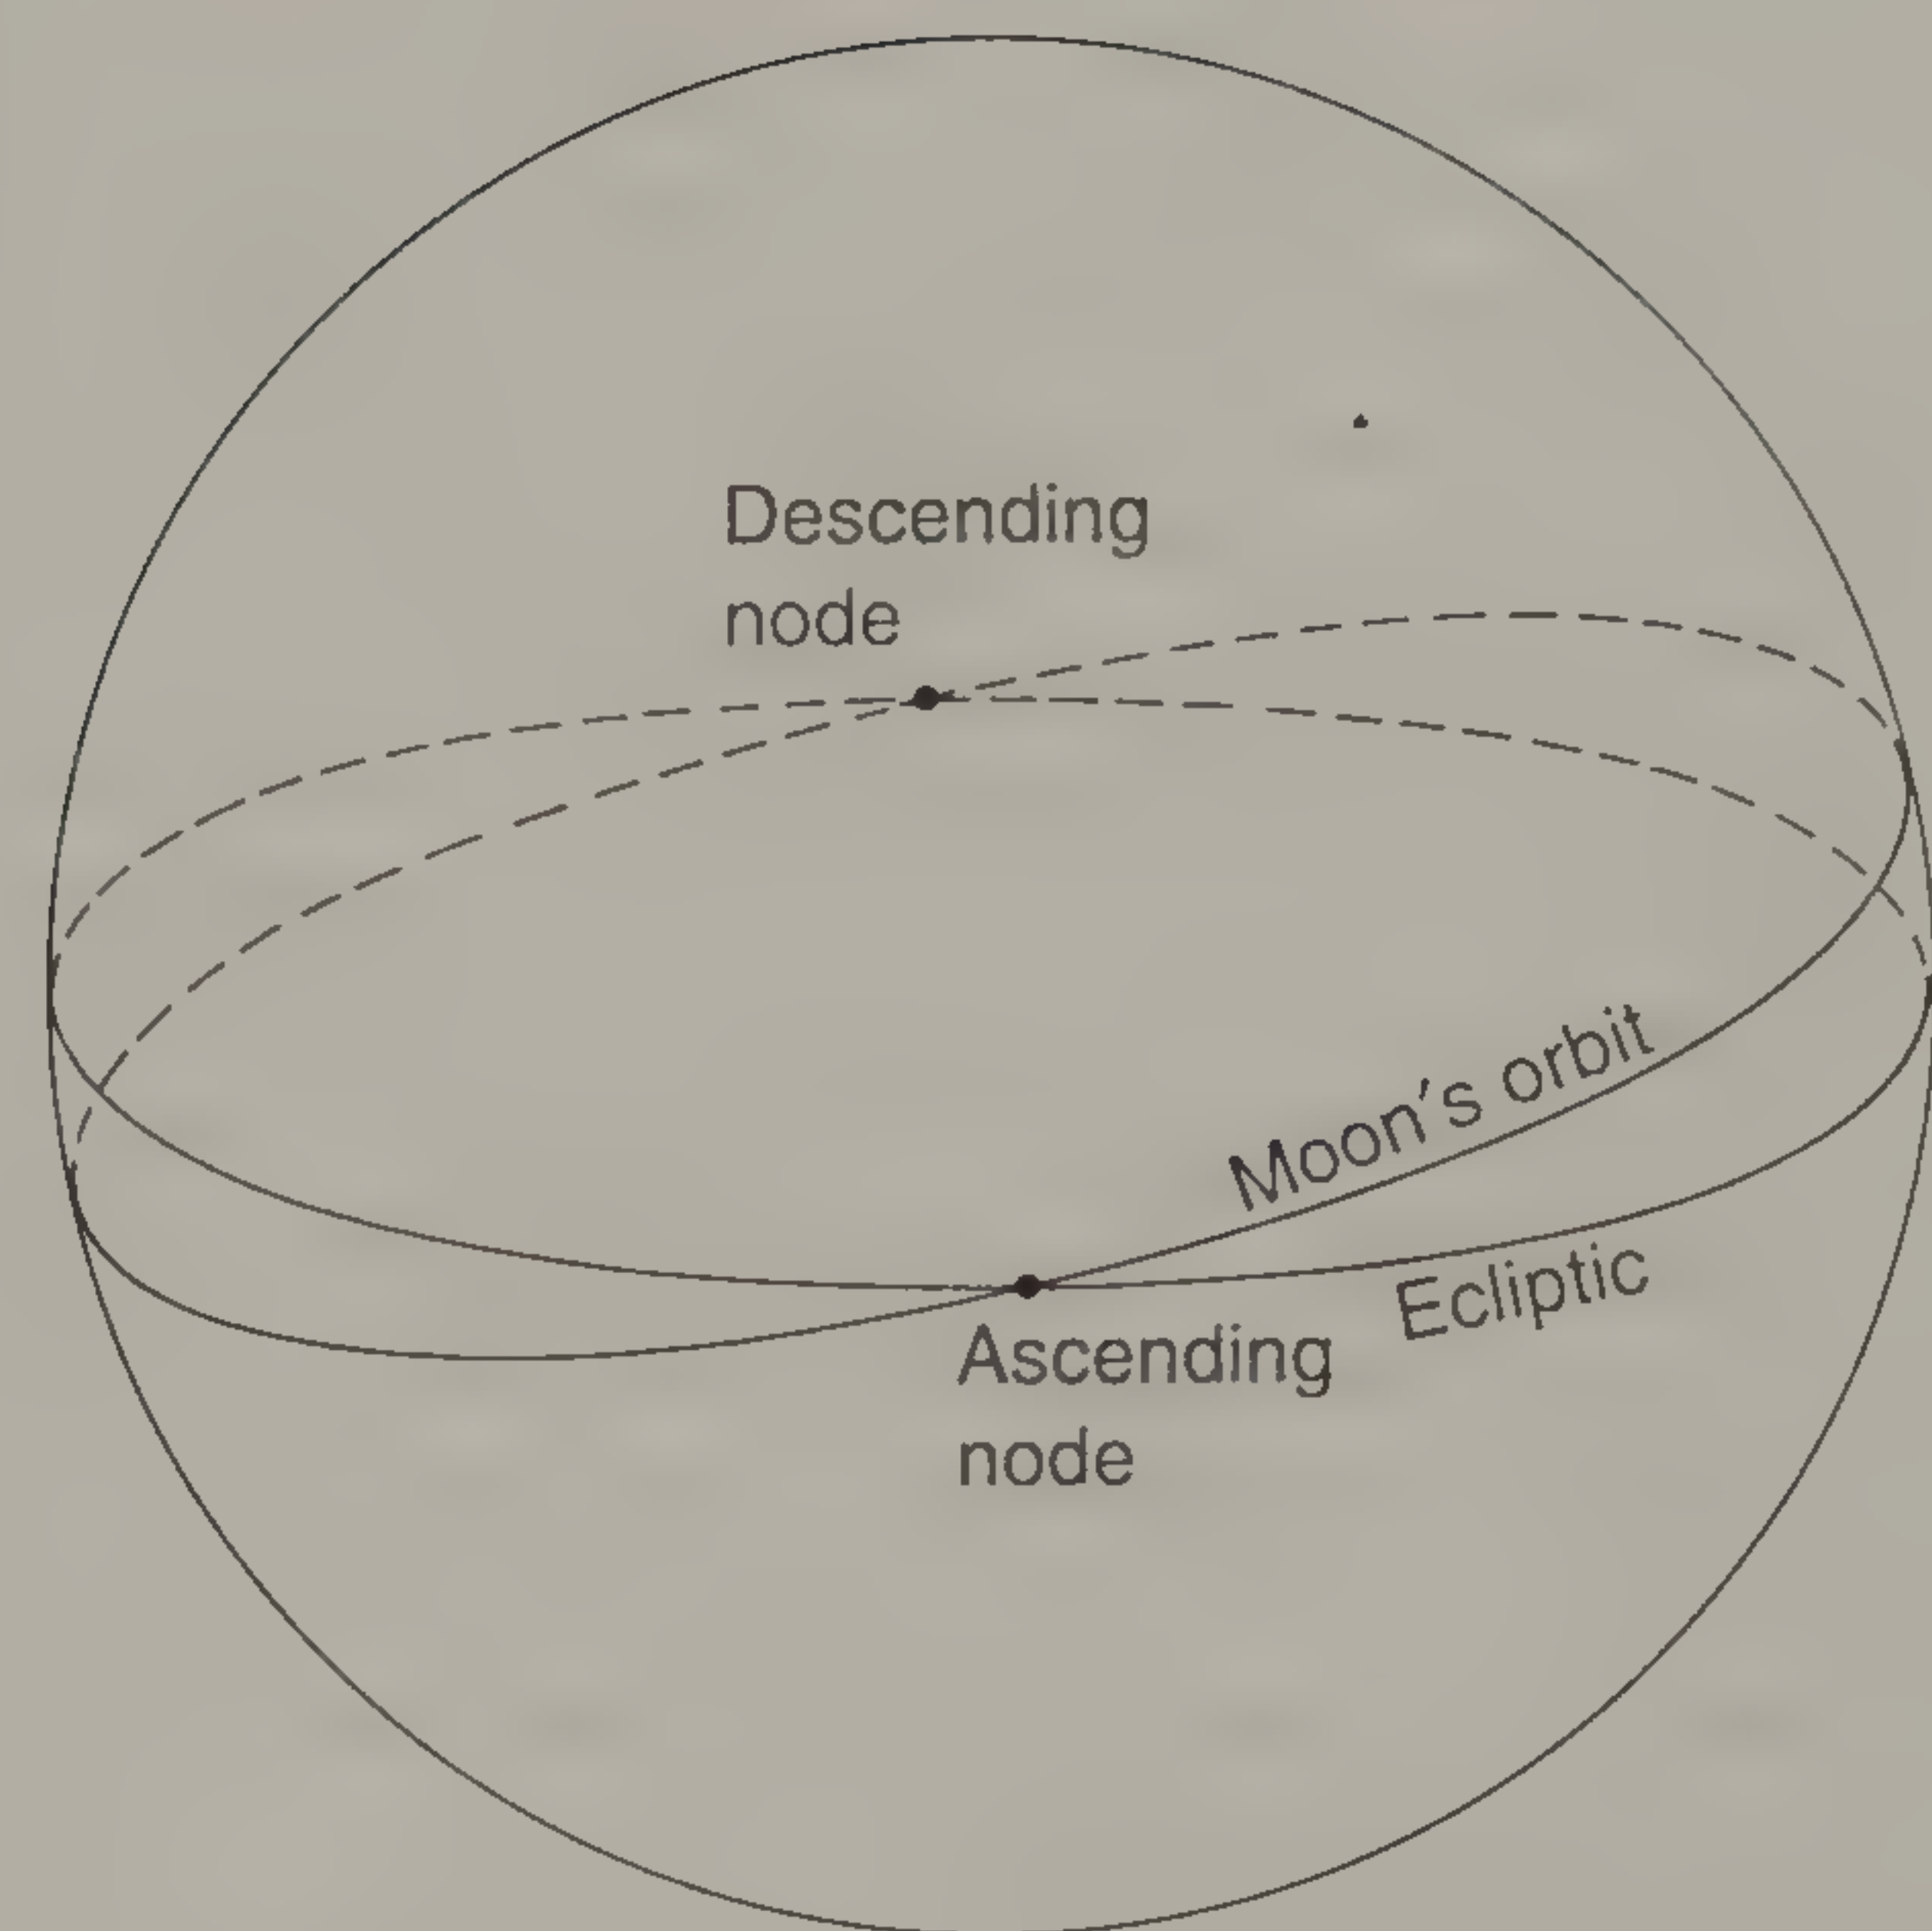 Descending
node
Moon's orbit
Ecliptic
Ascending
node